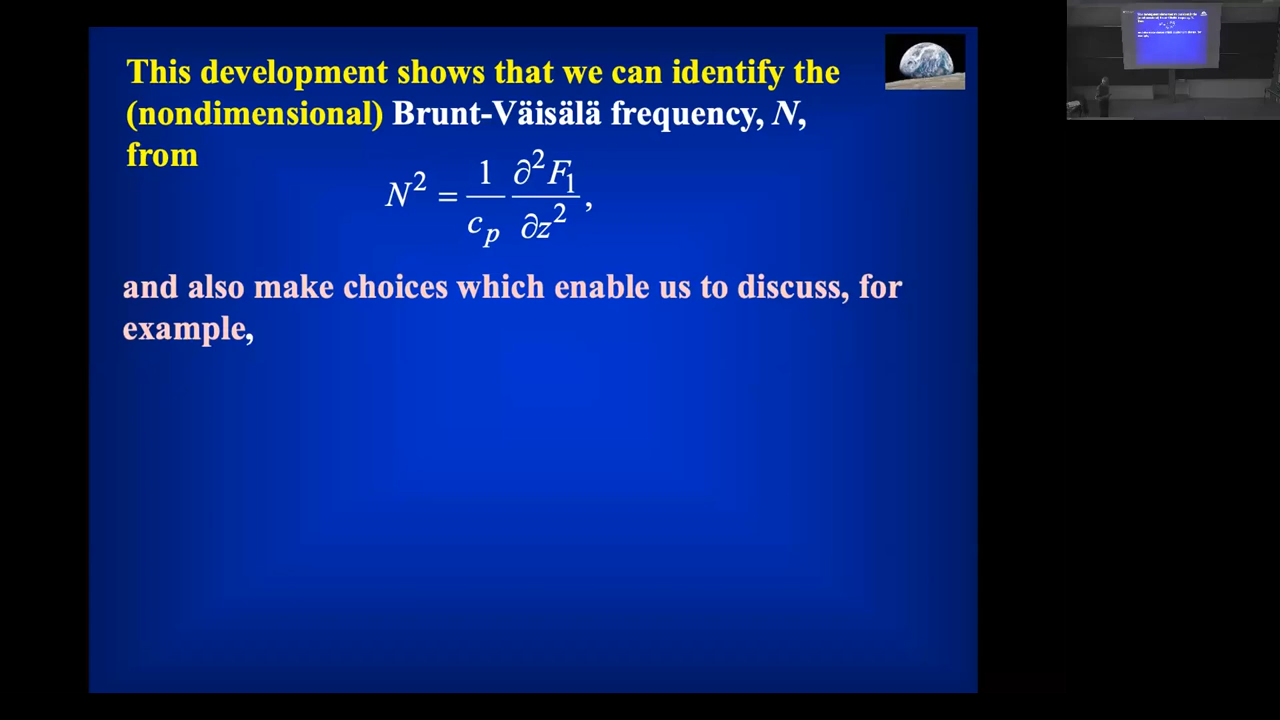 This development shows that we can identify the
(nondimensional) Brunt-Väisälä frequency, N,
from
N² = 1/c_p ∂²F₁/∂z²,
and also make choices which enable us to discuss, for
example,